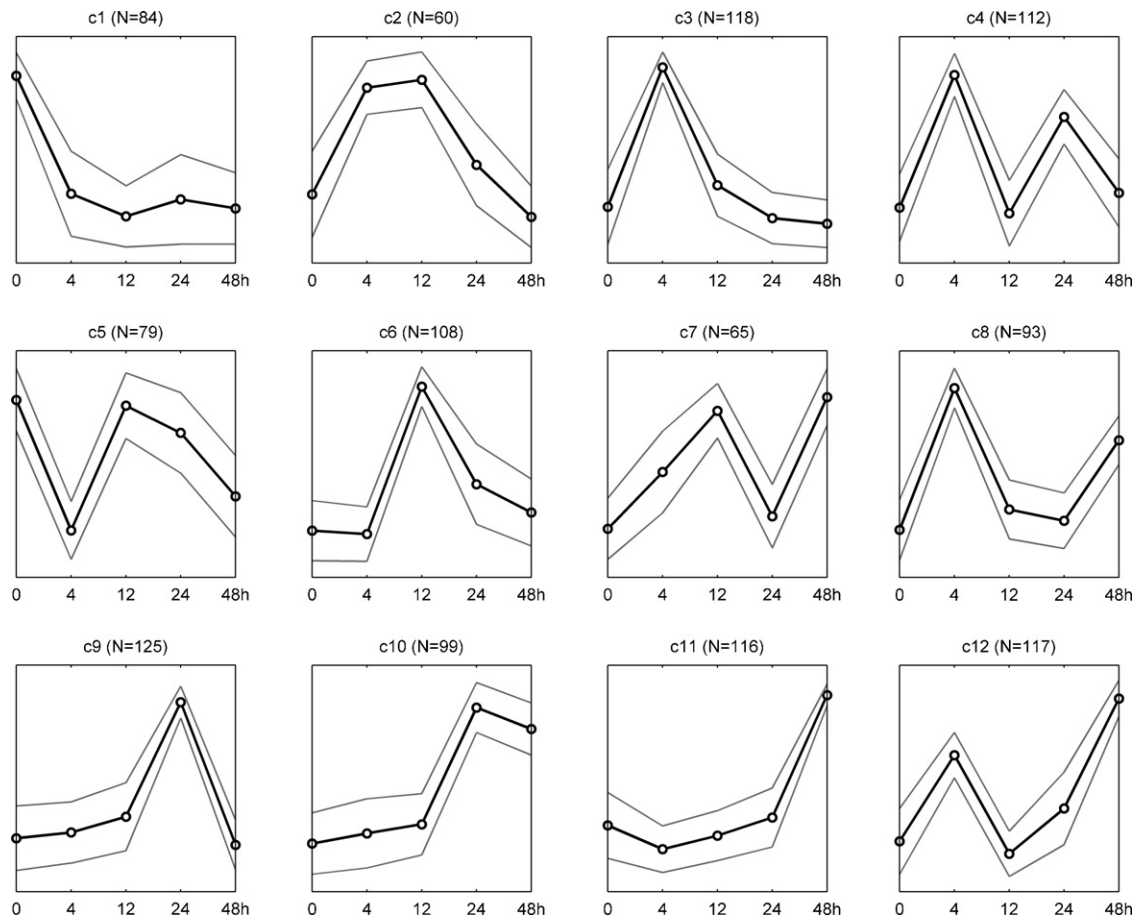 c1 (N=84) c2 (N=60) c3 (N=118) c4 (N=112)
0 4 12 24 48h 0 4 12 24 48h 0 4 12 24 48h 0 4 12 24 48h
c5 (N=79) c6 (N=108) c7 (N=65) c8 (N=93)
0 4 12 24 48h 0 4 12 24 48h 0 4 12 24 48h 0 4 12 24 48h
c9 (N=125) c10 (N=99) c11 (N=116) c12 (N=117)
0 4 12 24 48h 0 4 12 24 48h 0 4 12 24 48h 0 4 12 24 48h